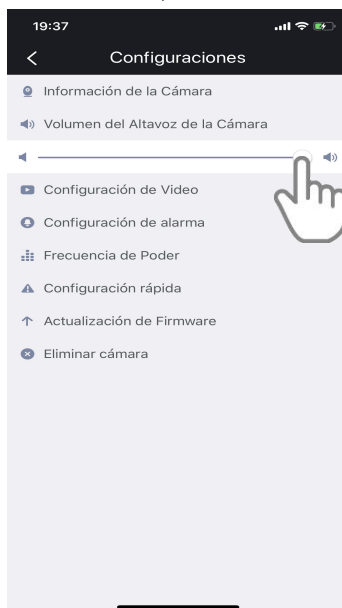 19:37
Configuraciones
Información de la Cámara
Volumen del Altavoz de la Cámara
Configuración de Video
Configuración de alarma
Frecuencia de Poder
Configuración rápida
Actualización de Firmware
Eliminar cámara